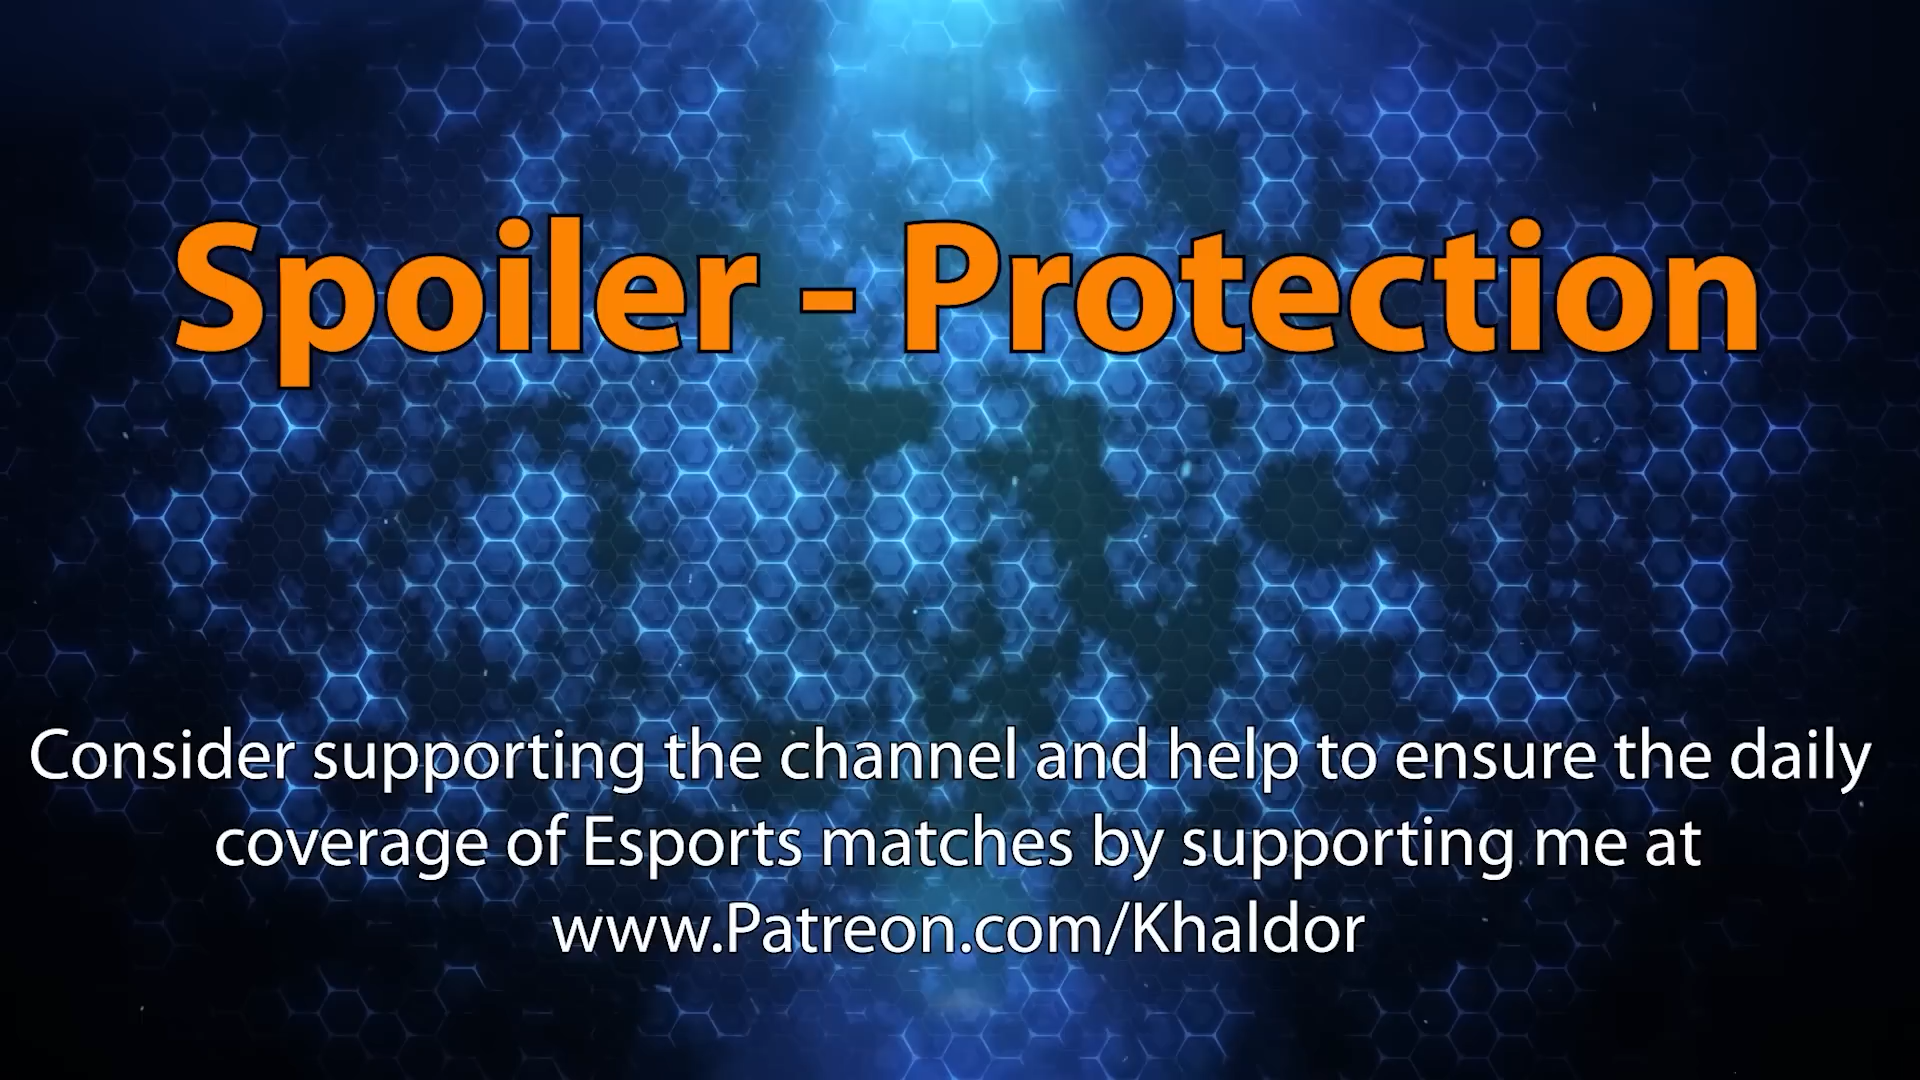 Spoiler - Protection
Consider supporting the channel and help to ensure the daily
coverage of Esports matches by supporting me at
www.Patreon.com/Khaldor